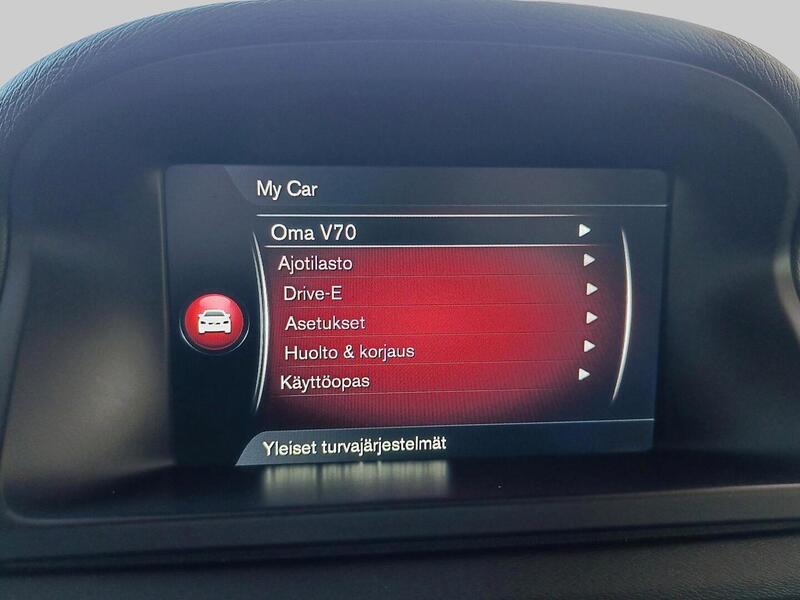 My Car
Oma V70
Ajotilasto
Drive-E
Asetukset
Huolto & korjaus
Käyttöopas
Yleiset turvajärjestelmät